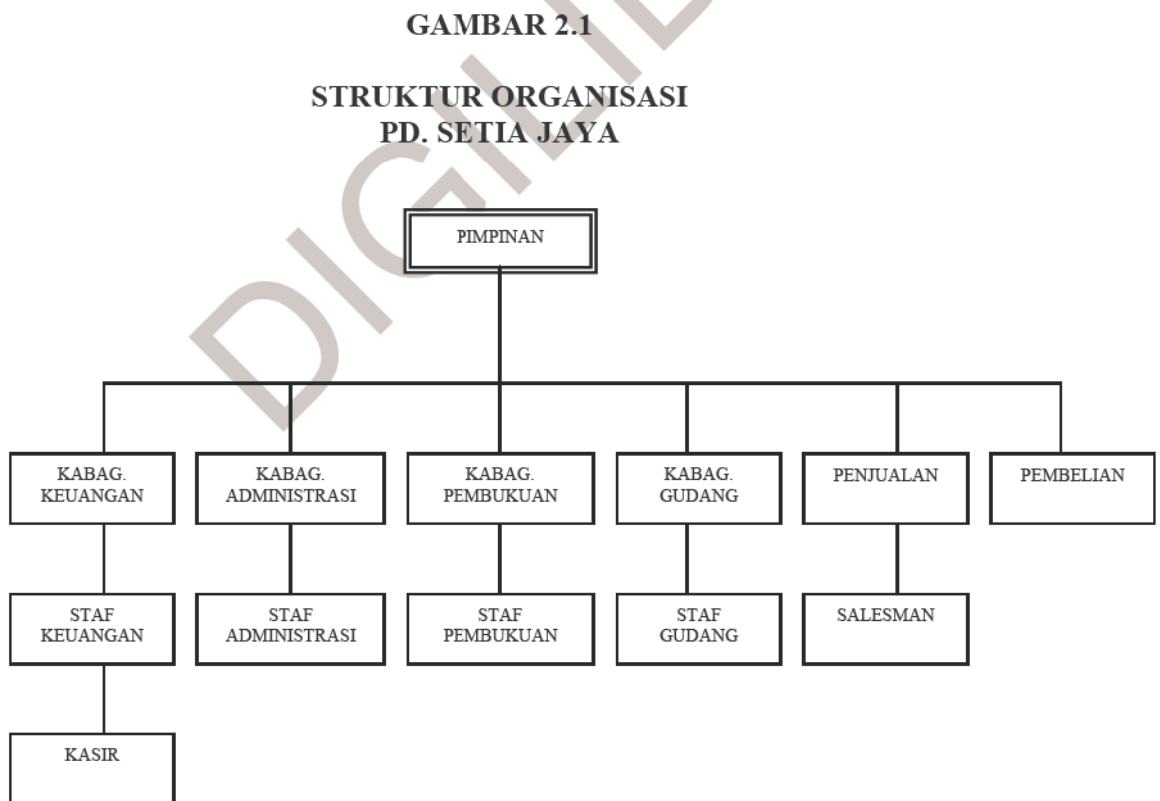 GAMBAR 2.1
STRUKTUR ORGANISASI
PD. SETIA JAYA
PIMPINAN
KABAG.
KEUANGAN
KABAG.
ADMINISTRASI
KABAG.
PEMBUKUAN
KABAG.
GUDANG
PENJUALAN
PEMBELIAN
STAF
KEUANGAN
STAF
ADMINISTRASI
STAF
PEMBUKUAN
STAF
GUDANG
SALESMAN
KASIR
DIGILIB